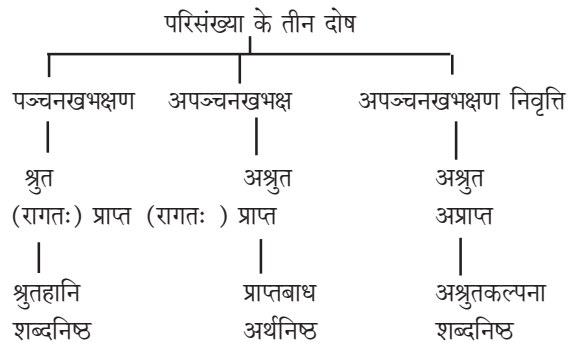 परिसंख्या के तीन दोष
पञ्चनखभक्षण अपञ्चनखभक्ष अपञ्चनखभक्षण निवृत्ति
श्रुत अश्रुत अश्रुत
(रागतः) प्राप्त (रागतः ) प्राप्त अप्राप्त
श्रुतहानि प्राप्तबाध अश्रुतकल्पना
शब्दनिष्ठ अर्थनिष्ठ शब्दनिष्ठ